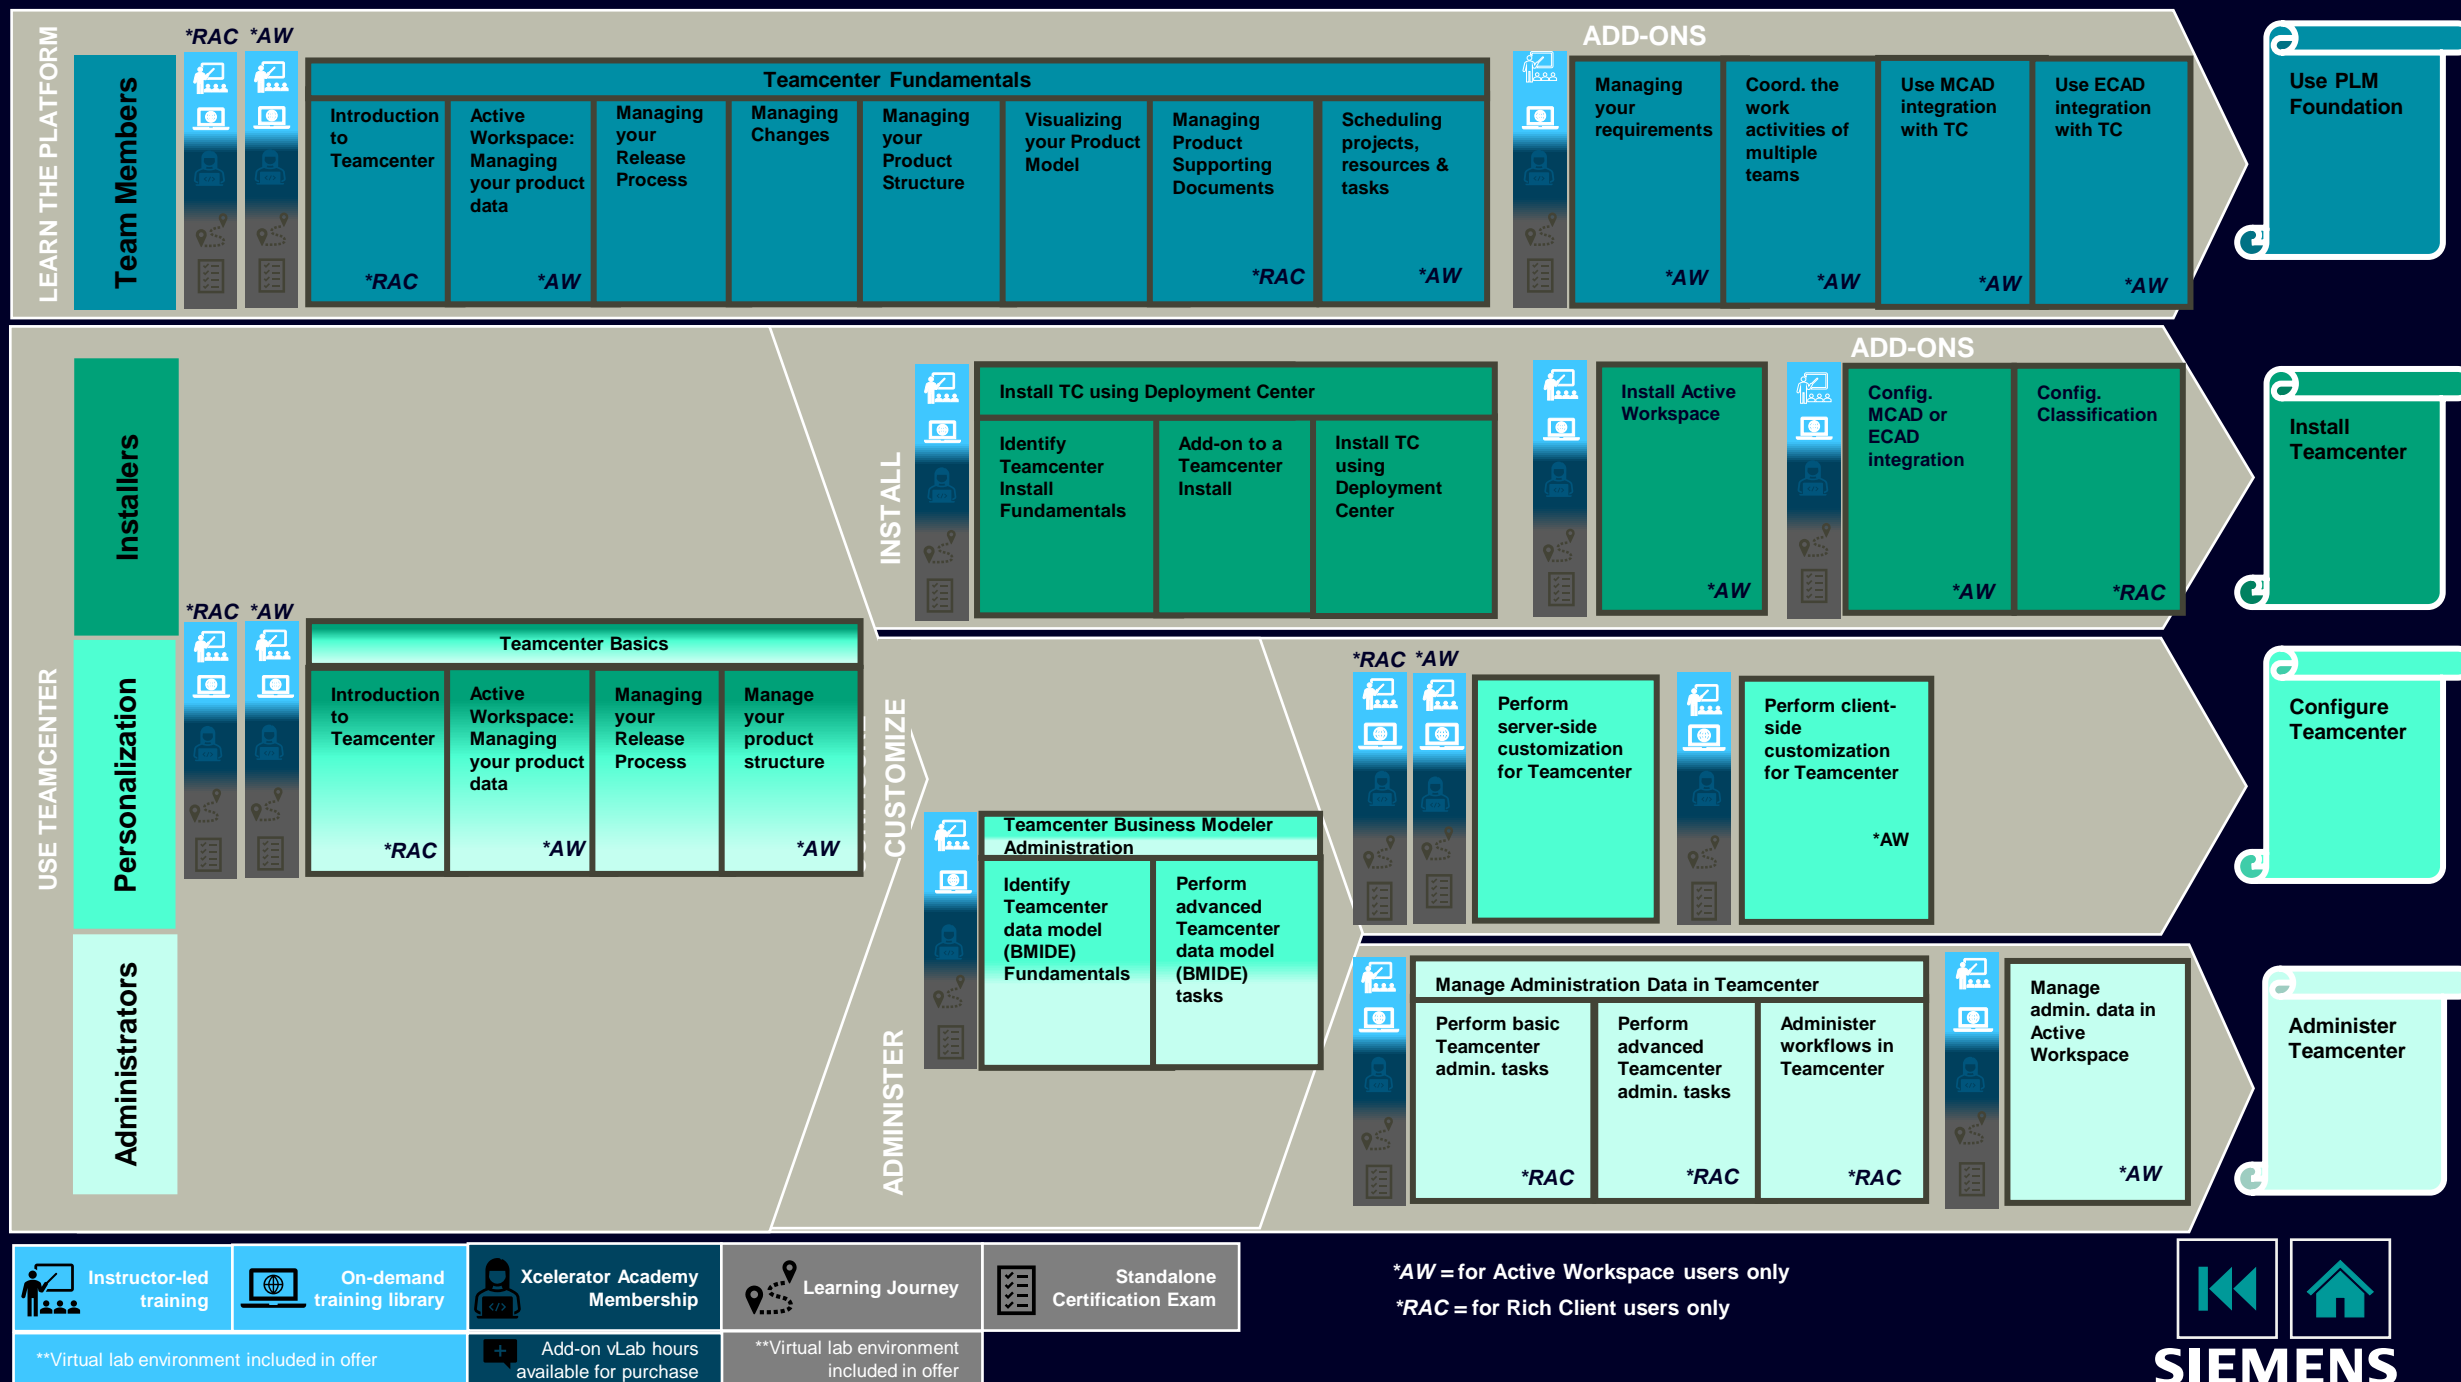 LEARN THE PLATFORM
Team Members
*RAC *AW
Teamcenter Fundamentals
Introduction
to
Teamcenter
*RAC
Active
Workspace:
Managing
your product
data
*AW
Managing
your
Release
Process
Managing
Changes
Managing
your
Product
Structure
Visualizing
your Product
Model
Managing
Product
Supporting
Documents
*RAC
Scheduling
projects,
resources &
tasks
*AW
ADD-ONS
Managing
your
requirements
*AW
Coord. the
work
activities of
multiple
teams
*AW
Use MCAD
integration
with TC
*AW
Use ECAD
integration
with TC
*AW
Use PLM
Foundation
USE TEAMCENTER
Installers
Personalization
Administrators
*RAC *AW
Teamcenter Basics
Introduction
to
Teamcenter
*RAC
Active
Workspace:
Managing
your product
data
*AW
Managing
your
Release
Process
Manage
your
product
structure
*AW
INSTALL
Install TC using Deployment Center
Identify
Teamcenter
Install
Fundamentals
Add-on to a
Teamcenter
Install
Install TC
using
Deployment
Center
Install Active
Workspace
*AW
ADD-ONS
Config.
MCAD or
ECAD
integration
*AW
Config.
Classification
*RAC
Install
Teamcenter
CUSTOMIZE
ADMINISTER
Teamcenter Business Modeler
Administration
Identify
Teamcenter
data model
(BMIDE)
Fundamentals
Perform
advanced
Teamcenter
data model
(BMIDE)
tasks
*RAC *AW
Perform
server-side
customization
for Teamcenter
Perform client-
side
customization
for Teamcenter
*AW
Configure
Teamcenter
Manage Administration Data in Teamcenter
Perform basic
Teamcenter
admin. tasks
*RAC
Perform
advanced
Teamcenter
admin. tasks
*RAC
Administer
workflows in
Teamcenter
*RAC
Manage
admin. data in
Active
Workspace
*AW
Administer
Teamcenter
Instructor-led
training
On-demand
training library
Xcelerator Academy
Membership
Learning Journey
Standalone
Certification Exam
**Virtual lab environment included in offer
Add-on vLab hours
available for purchase
**Virtual lab environment
included in offer
*AW = for Active Workspace users only
*RAC = for Rich Client users only
SIEMENS